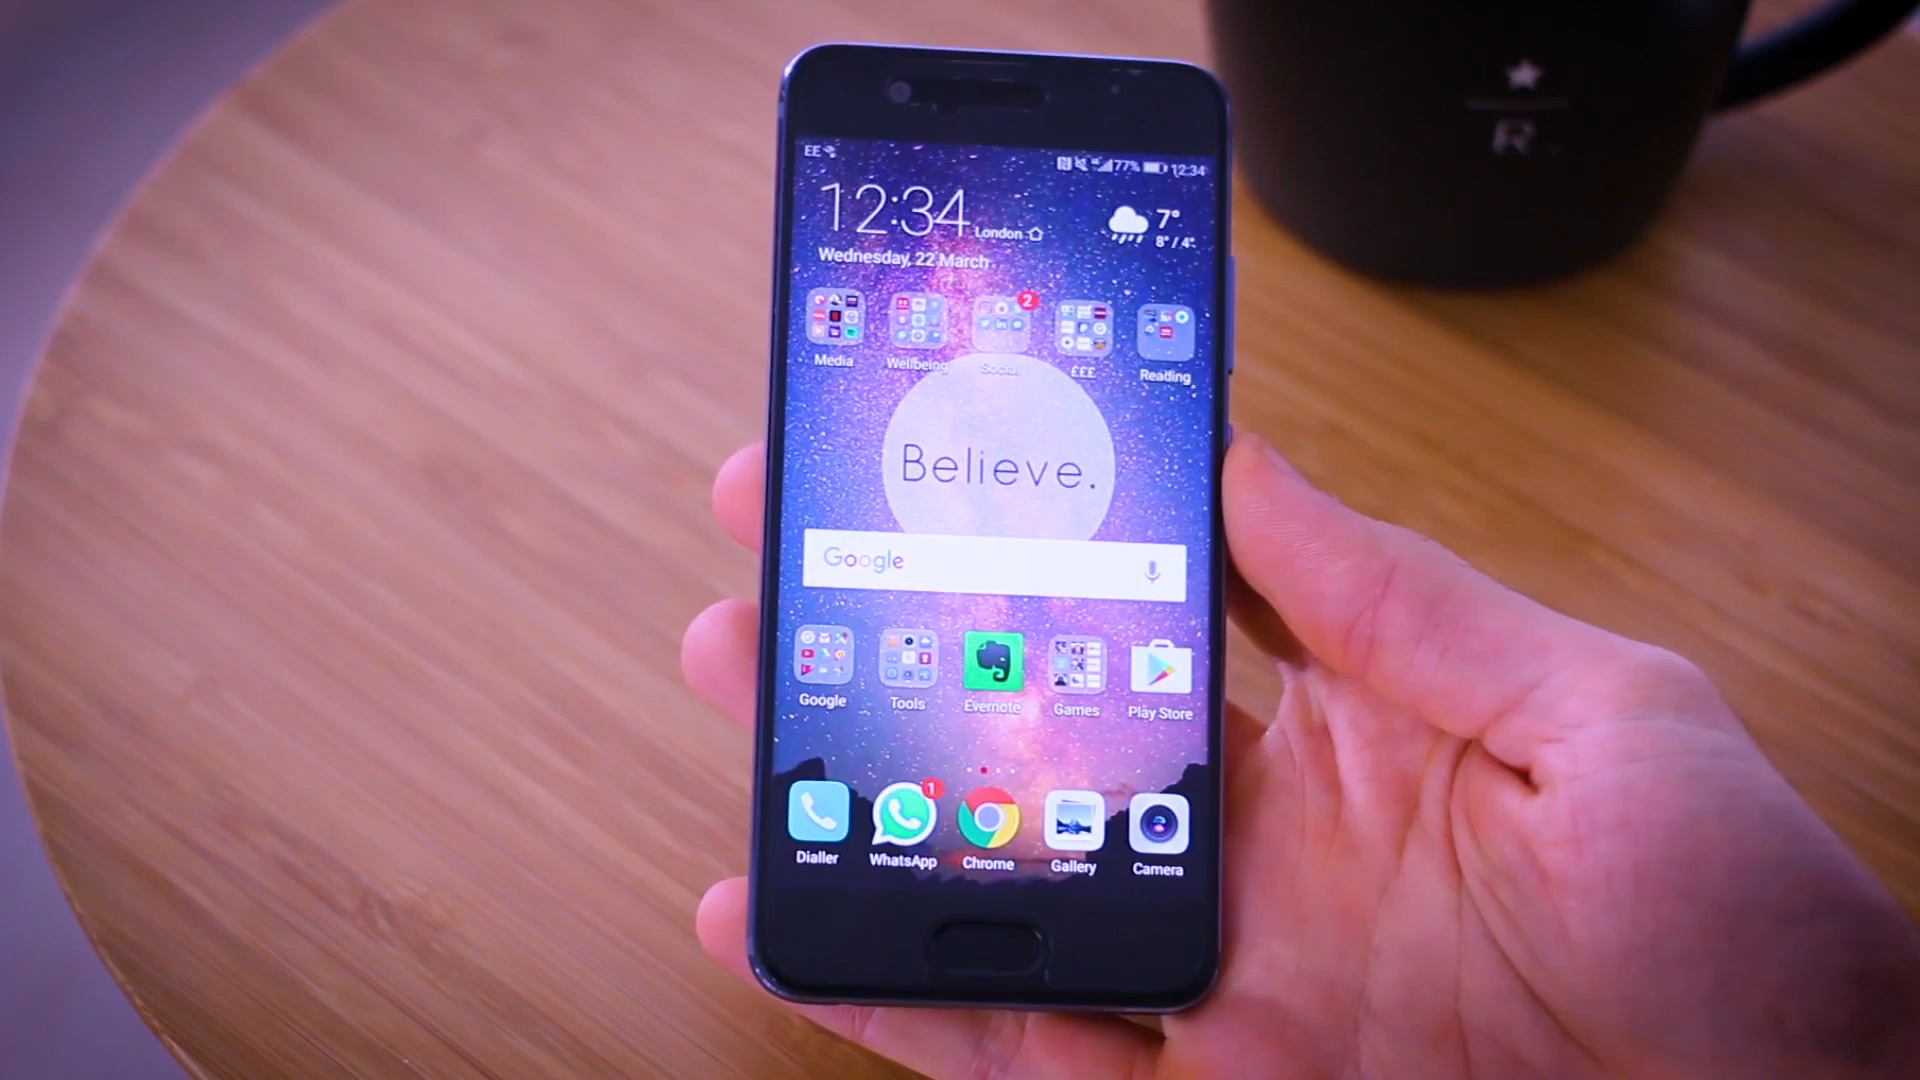 EE
77% 12:34
12:34 London
7°
8° / 4°
Wednesday, 22 March
2
Media Wellbeing Social £££ Reading
Believe.
Google
Google Tools Evernote Games Play Store
1
Dialler WhatsApp Chrome Gallery Camera
R